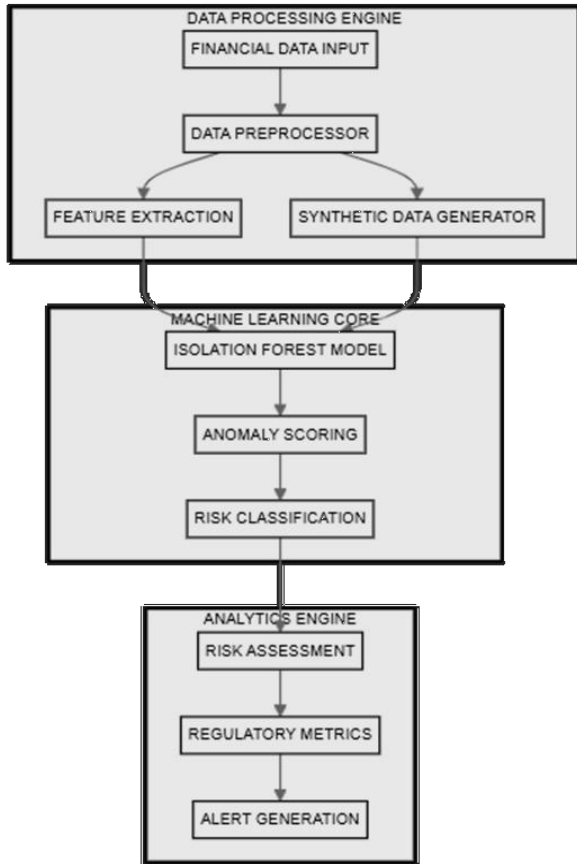 DATA PROCESSING ENGINE
FINANCIAL DATA INPUT
DATA PREPROCESSOR
FEATURE EXTRACTION
SYNTHETIC DATA GENERATOR
MACHINE LEARNING CORE
ISOLATION FOREST MODEL
ANOMALY SCORING
RISK CLASSIFICATION
ANALYTICS ENGINE
RISK ASSESSMENT
REGULATORY METRICS
ALERT GENERATION